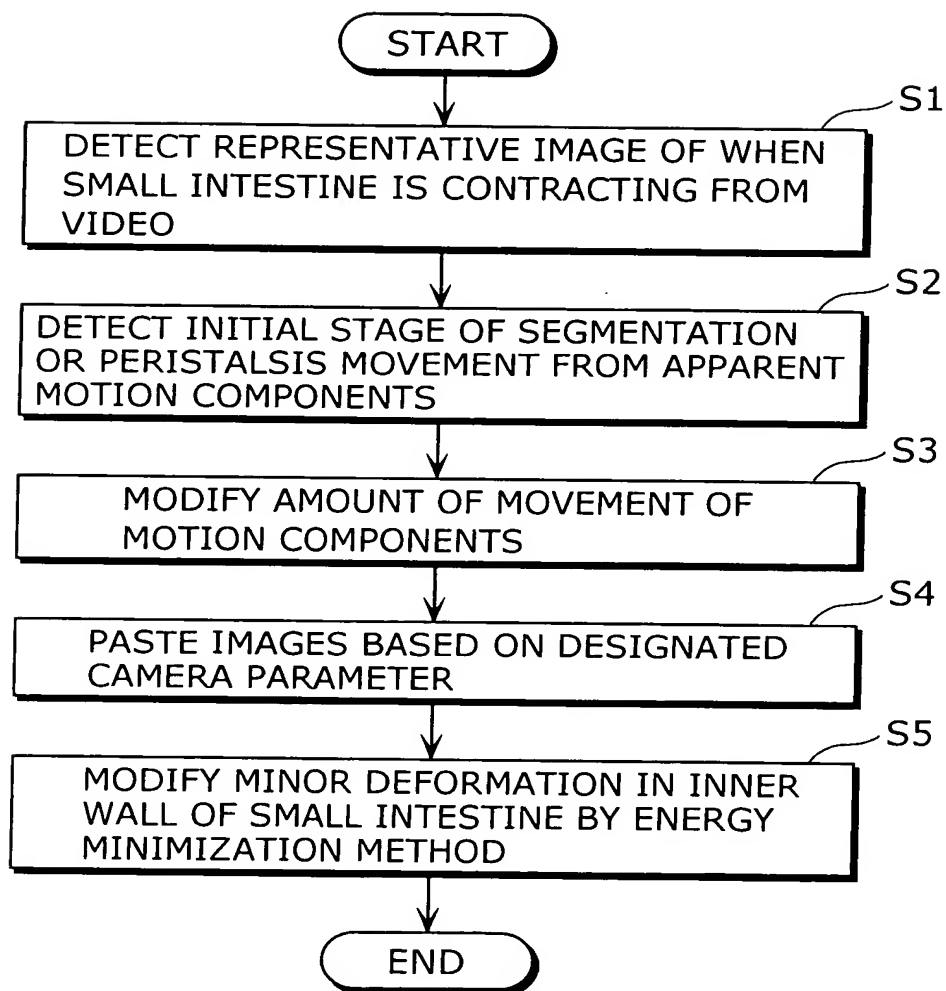 START
S1
DETECT REPRESENTATIVE IMAGE OF WHEN
SMALL INTESTINE IS CONTRACTING FROM
VIDEO
S2
DETECT INITIAL STAGE OF SEGMENTATION
OR PERISTALSIS MOVEMENT FROM APPARENT
MOTION COMPONENTS
S3
MODIFY AMOUNT OF MOVEMENT OF
MOTION COMPONENTS
S4
PASTE IMAGES BASED ON DESIGNATED
CAMERA PARAMETER
S5
MODIFY MINOR DEFORMATION IN INNER
WALL OF SMALL INTESTINE BY ENERGY
MINIMIZATION METHOD
END